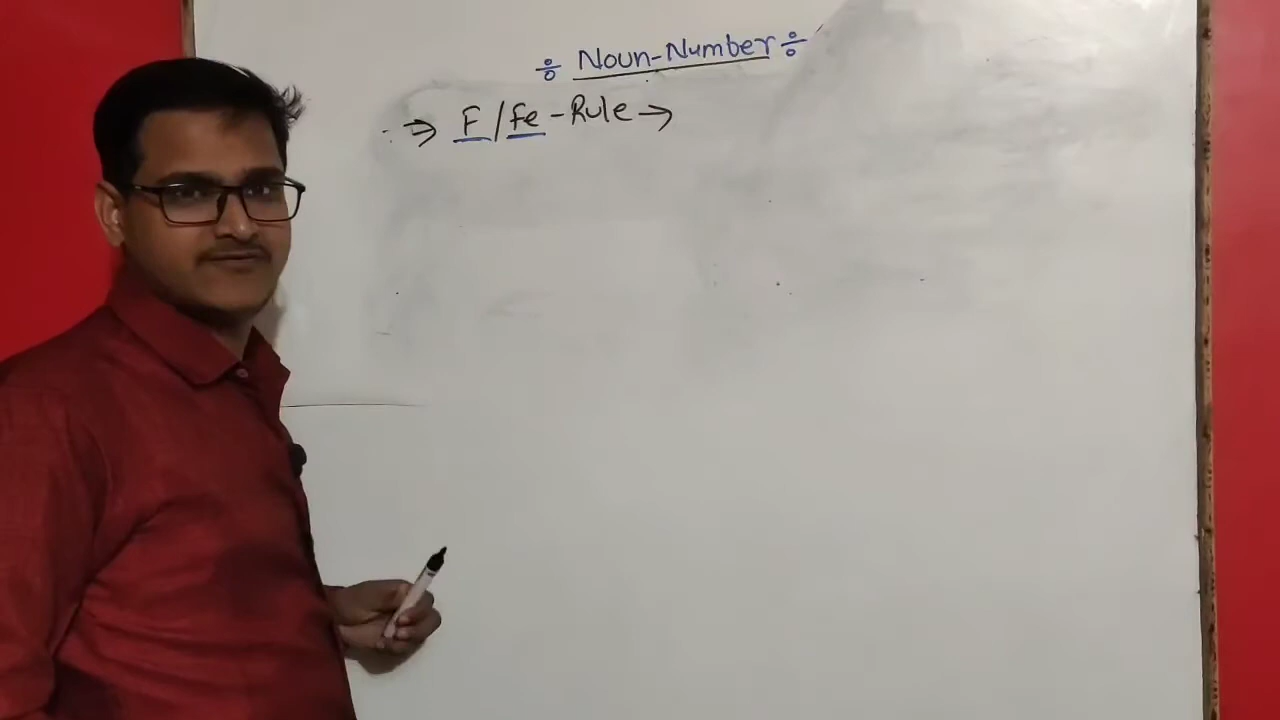 ÷ Noun-Number ÷
⇒ F/Fe-Rule →